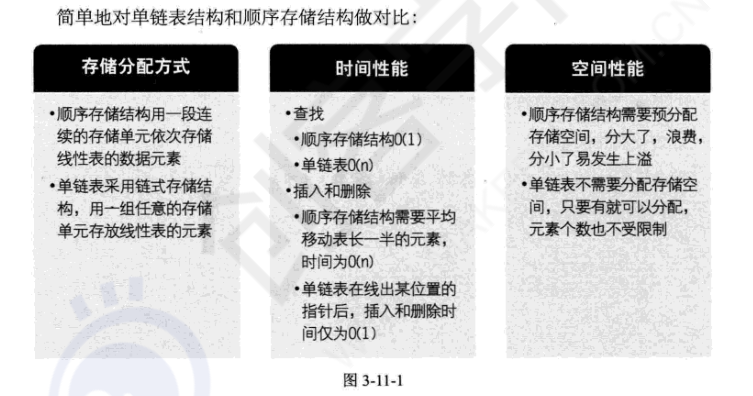 简单地对单链表结构和顺序存储结构做对比：
存储分配方式
•顺序存储结构用一段连
续的存储单元依次存储
线性表的数据元素
•单链表采用链式存储结
构，用一组任意的存储
单元存放线性表的元素
时间性能
•查找
•顺序存储结构O(1)
•单链表O(n)
•插入和删除
•顺序存储结构需要平均
移动表长一半的元素，
时间为O(n)
•单链表在线出某位置的
指针后，插入和删除时
间仅为O(1)
空间性能
•顺序存储结构需要预分配
存储空间，分大了，浪费，
分小了易发生上溢
•单链表不需要分配存储空
间，只要有就可以分配，
元素个数也不受限制
图 3-11-1